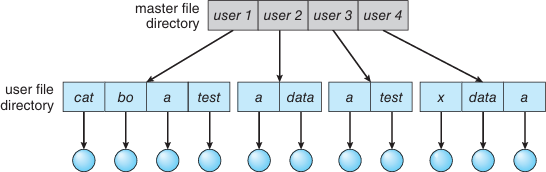 master file
directory
user 1 user 2 user 3 user 4
user file
directory
cat bo a test a data a test x data a